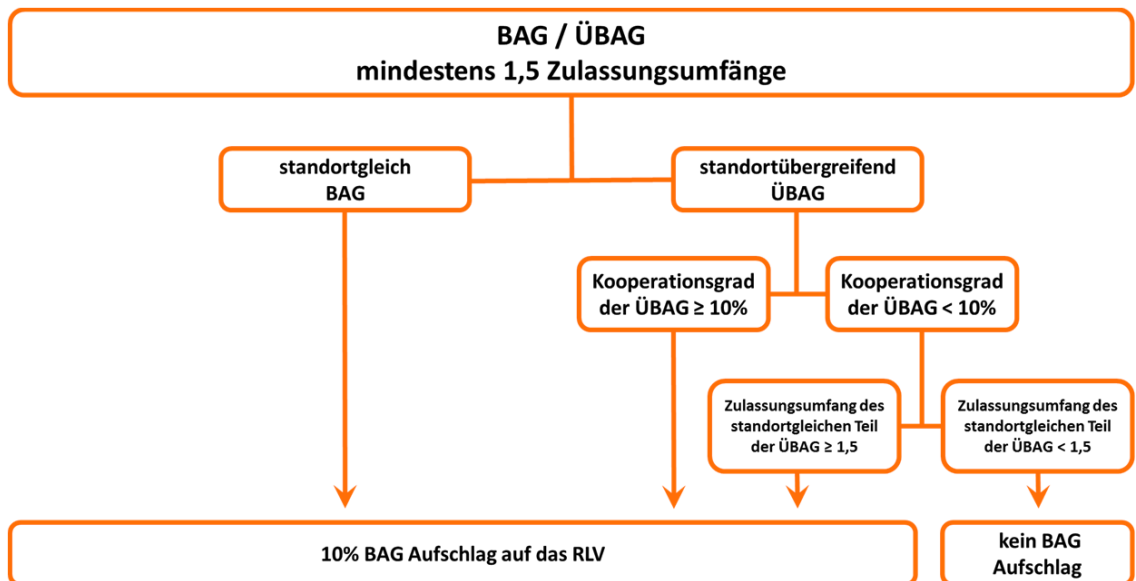 BAG / ÜBAG
mindestens 1,5 Zulassungsumfänge
standortgleich
BAG
standortübergreifend
ÜBAG
Kooperationsgrad
der ÜBAG ≥ 10%
Kooperationsgrad
der ÜBAG < 10%
Zulassungsumfang des
standortgleichen Teil
der ÜBAG ≥ 1,5
Zulassungsumfang des
standortgleichen Teil
der ÜBAG < 1,5
10% BAG Aufschlag auf das RLV
kein BAG
Aufschlag